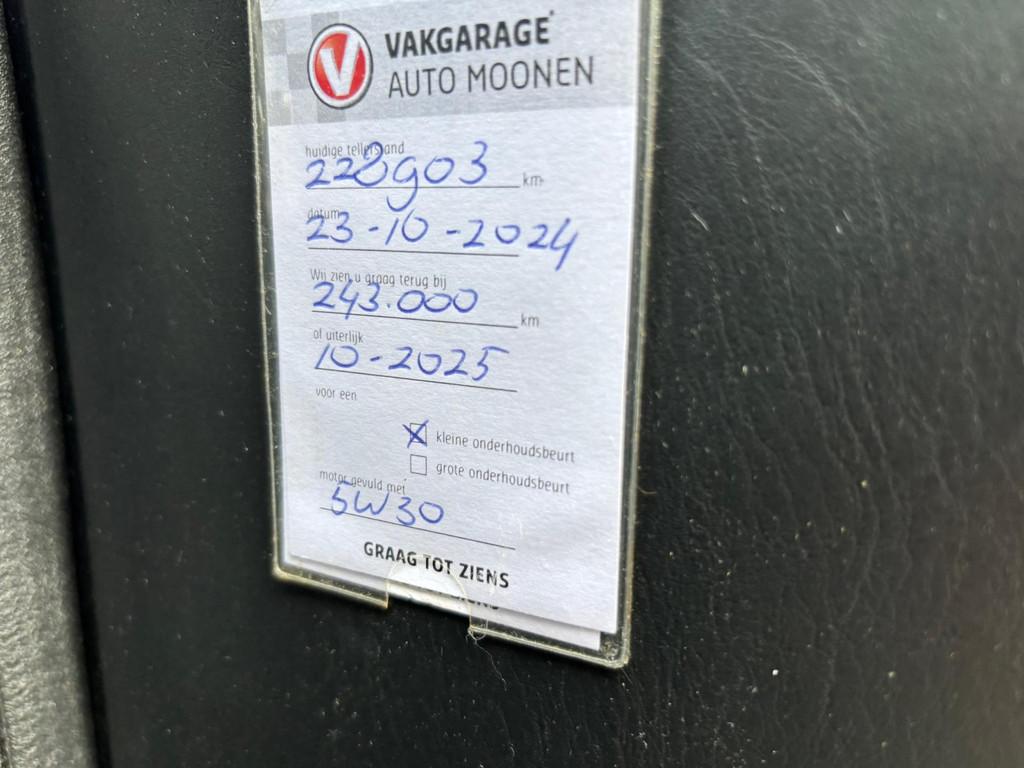 V
VAKGARAGE
AUTO MOONEN
huidige tellerstand
228903 km
datum
23-10-2024
Wij zien u graag terug bij
243.000 km
of uiterlijk
10-2025
voor een
kleine onderhoudsbeurt
grote onderhoudsbeurt
motor gevuld met
5W30
GRAAG TOT ZIENS